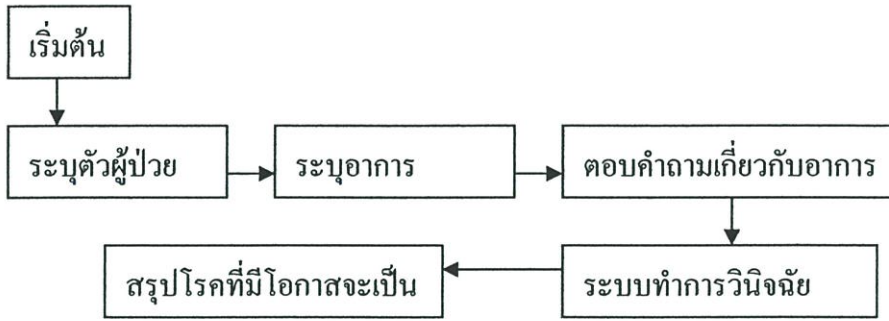 เริ่มต้น
ระบุตัวผู้ป่วย
ระบุอาการ
ตอบคำถามเกี่ยวกับอาการ
ระบบทำการวินิจฉัย
สรุปโรคที่มีโอกาสจะเป็น